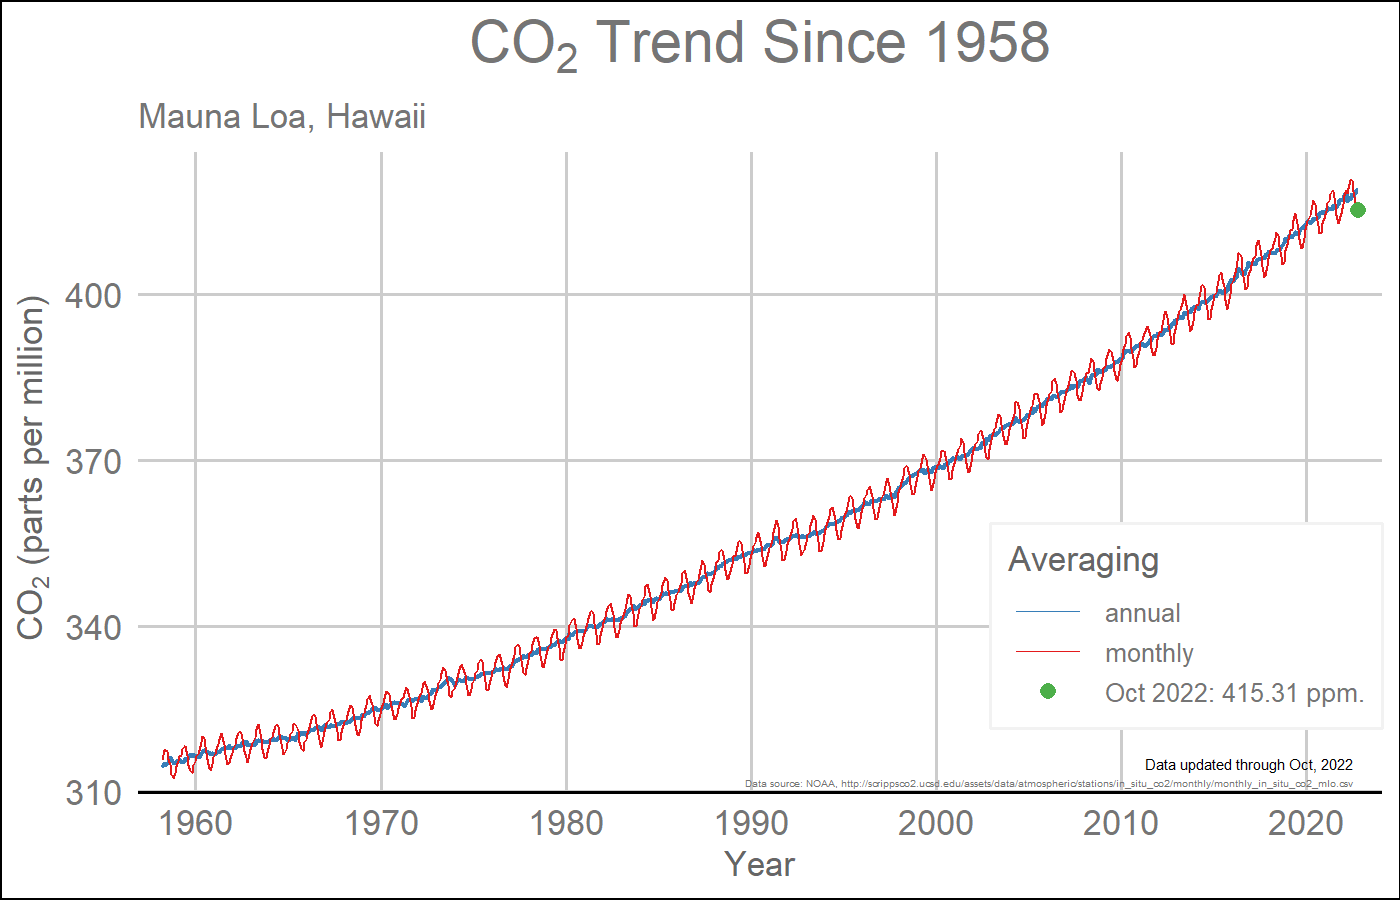 CO₂ Trend Since 1958
Mauna Loa, Hawaii
CO₂ (parts per million)
400
370
340
310
Averaging
annual
monthly
Oct 2022: 415.31 ppm.
Data updated through Oct, 2022
Data source: NOAA, http://scrippsco2.ucsd.edu/assets/data/atmospheric/stations/in_situ_co2/monthly/monthly_in_situ_co2_mlo.csv
1960 1970 1980 1990 2000 2010 2020
Year